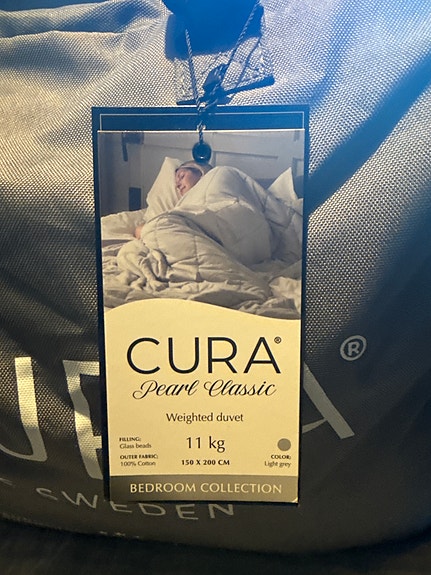 CURA®
Pearl Classic
Weighted duvet
FILLING:
Glass beads
11 kg
OUTER FABRIC:
100% Cotton
150 X 200 CM
COLOR:
Light grey
BEDROOM COLLECTION
A®
SWEDEN